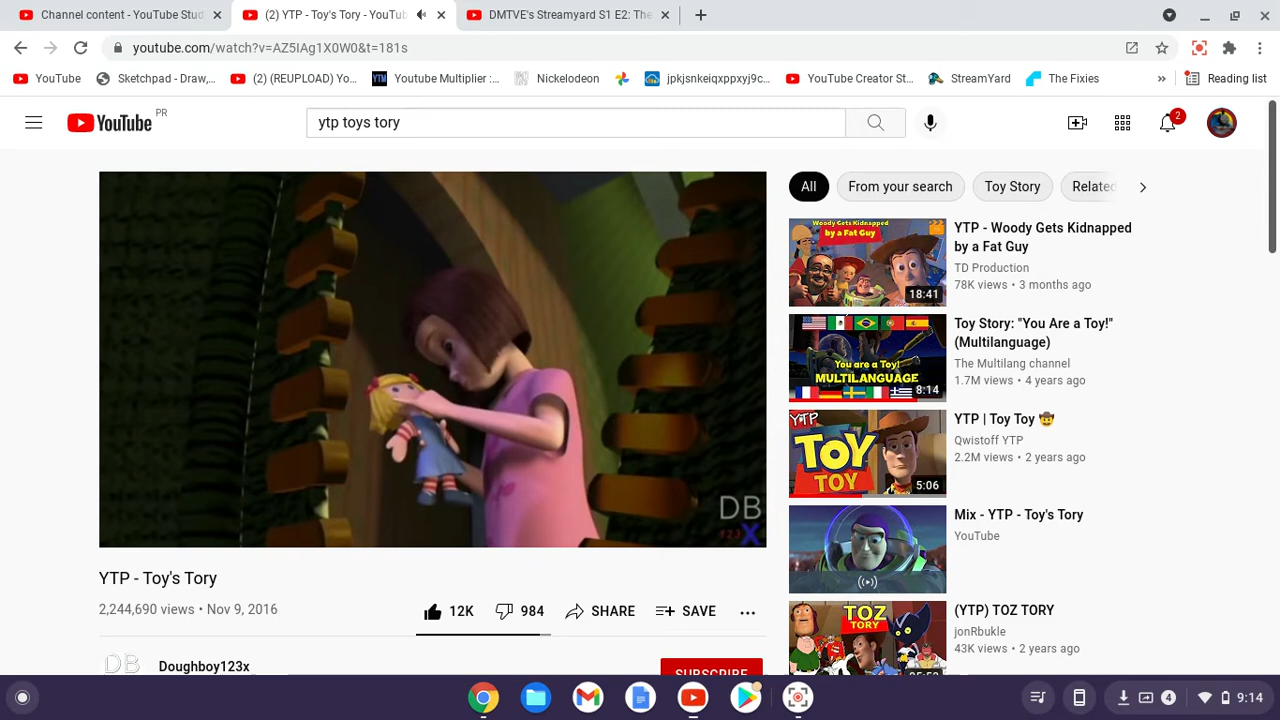 Channel content - YouTube Stud
(2) YTP - Toy's Tory - YouTub
DMTVE's Streamyard S1 E2: The
youtube.com/watch?v=AZ5IAg1X0W0&t=181s
YouTube
Sketchpad - Draw,...
(2) (REUPLOAD) Yo...
YTM
Youtube Multiplier :...
Nickelodeon
jpkjsnkeiqxppxyj9c...
YouTube Creator St...
StreamYard
The Fixies
»
Reading list
YouTube PR
ytp toys tory
2
All
From your search
Toy Story
Related
Woody Gets Kidnapped
by a Fat Guy
18:41
YTP - Woody Gets Kidnapped
by a Fat Guy
TD Production
78K views • 3 months ago
You are a Toy!
MULTILANGUAGE
8:14
Toy Story: "You Are a Toy!"
(Multilanguage)
The Multilang channel
1.7M views • 4 years ago
YTP
TOY
TOY
5:06
YTP | Toy Toy 🤠
Qwistoff YTP
2.2M views • 2 years ago
Mix - YTP - Toy's Tory
YouTube
TOZ
TORY
(YTP) TOZ TORY
jonRbukle
43K views • 2 years ago
DB
123X
YTP - Toy's Tory
2,244,690 views • Nov 9, 2016
12K
984
SHARE
SAVE
DB
Doughboy123x
SUBSCRIBE
4
9:14